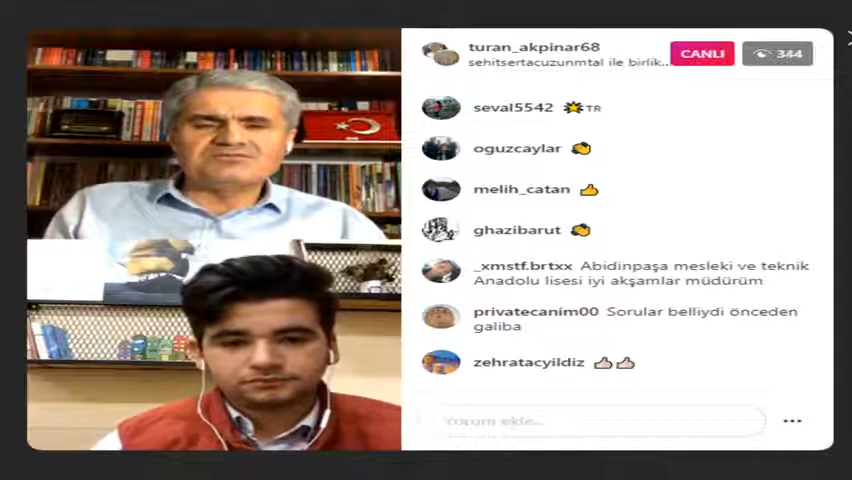 turan_akpinar68
sehitsertacuzunmtal ile birlik...
CANLI
344
seval5542 TR
oguzcaylar
melih_catan
ghazibarut
_xmstf.brtxx Abidinpaşa mesleki ve teknik
Anadolu lisesi iyi akşamlar müdürüm
privatecanim00 Sorular belliydi önceden
galiba
zehratacyildiz
Yorum ekle...